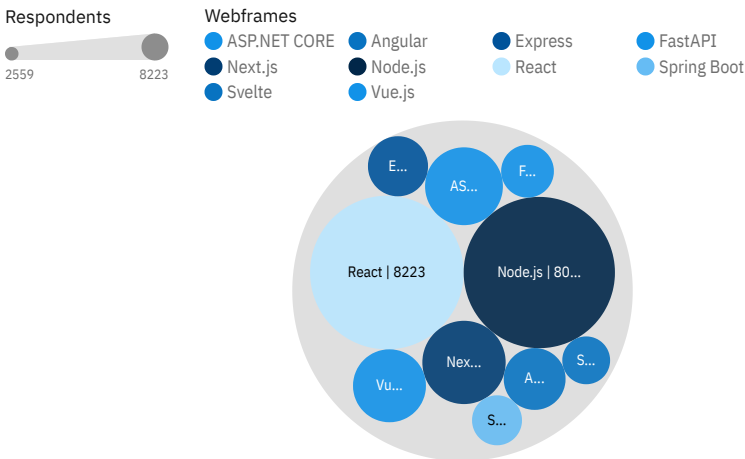 Respondents
2559 8223
Webframes
ASP.NET CORE Angular Express FastAPI
Next.js Node.js React Spring Boot
Svelte Vue.js
E...
AS...
F...
React | 8223
Node.js | 80...
Nex...
Vu...
A...
S...
S...